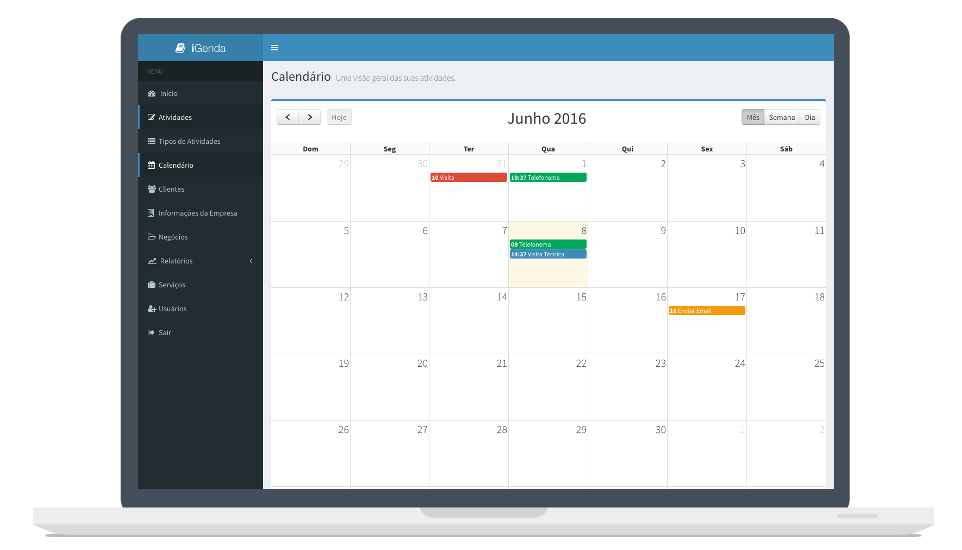 iGenda
MENU
Início
Atividades
Tipos de Atividades
Calendário
Clientes
Informações da Empresa
Negócios
Relatórios
Serviços
Usuários
Sair
Calendário Uma visão geral das suas atividades.
Hoje
Junho 2016
Mês Semana Dia
Dom Seg Ter Qua Qui Sex Sáb
29 30 31 1 2 3 4
10 Visita 10:37 Telefonema
5 6 7 8 9 10 11
09 Telefonema
14:37 Visita Técnica
12 13 14 15 16 17 18
10 Enviar Email
19 20 21 22 23 24 25
26 27 28 29 30 1 2